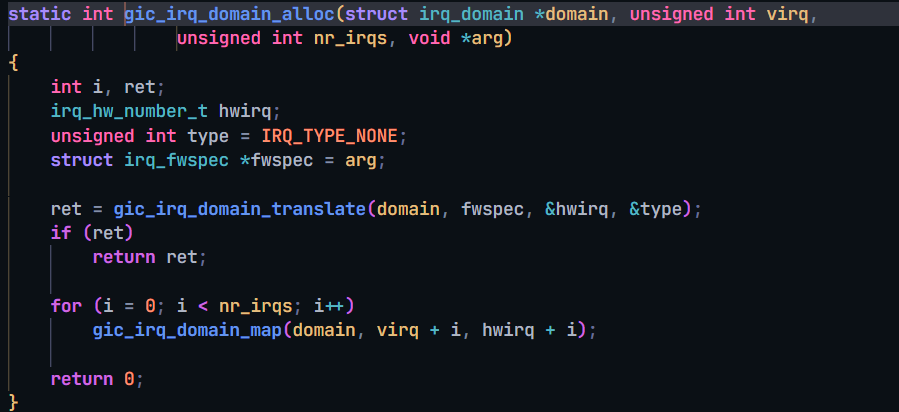 static int gic_irq_domain_alloc(struct irq_domain *domain, unsigned int virq,
unsigned int nr_irqs, void *arg)
{
int i, ret;
irq_hw_number_t hwirq;
unsigned int type = IRQ_TYPE_NONE;
struct irq_fwspec *fwspec = arg;
ret = gic_irq_domain_translate(domain, fwspec, &hwirq, &type);
if (ret)
return ret;
for (i = 0; i < nr_irqs; i++)
gic_irq_domain_map(domain, virq + i, hwirq + i);
return 0;
}